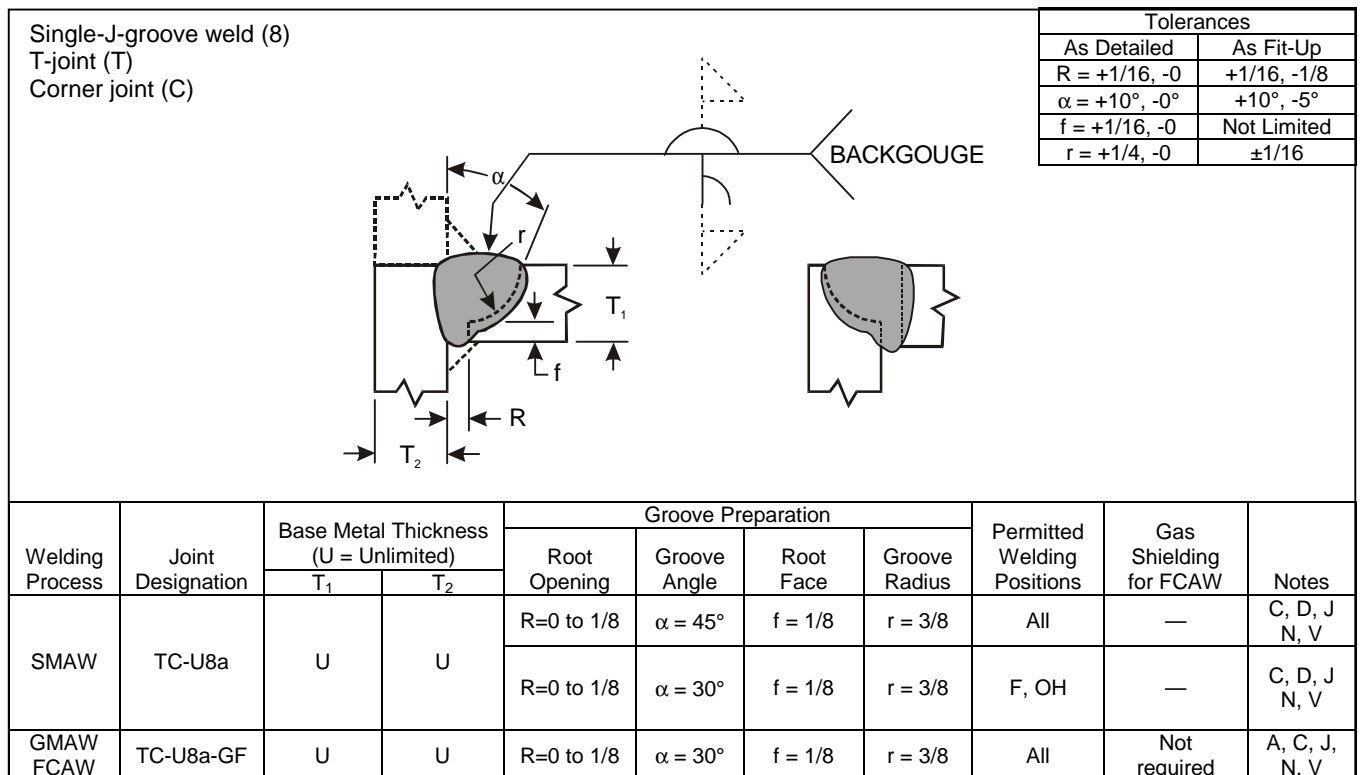 Single-J-groove weld (8)
T-joint (T)
Corner joint (C)
Tolerances
As Detailed As Fit-Up
R = +1/16, -0 +1/16, -1/8
α = +10°, -0° +10°, -5°
f = +1/16, -0 Not Limited
r = +1/4, -0 ±1/16
BACKGOUGE
α
r
T₁
f
R
T₂
Welding Process Joint Designation Base Metal Thickness (U = Unlimited) Groove Preparation Permitted Welding Positions Gas Shielding for FCAW Notes
T₁ T₂ Root Opening Groove Angle Root Face Groove Radius
SMAW TC-U8a U U R=0 to 1/8 α = 45° f = 1/8 r = 3/8 All — C, D, J N, V
R=0 to 1/8 α = 30° f = 1/8 r = 3/8 F, OH — C, D, J N, V
GMAW FCAW TC-U8a-GF U U R=0 to 1/8 α = 30° f = 1/8 r = 3/8 All Not required A, C, J, N, V